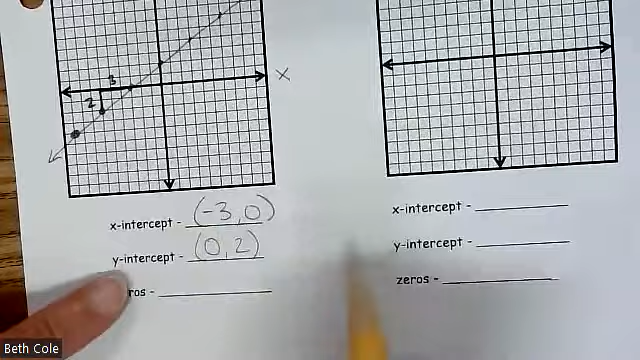 X
3
2
x-intercept - (-3,0)
y-intercept - (0,2)
ros -
x-intercept -
y-intercept -
zeros -
Beth Cole